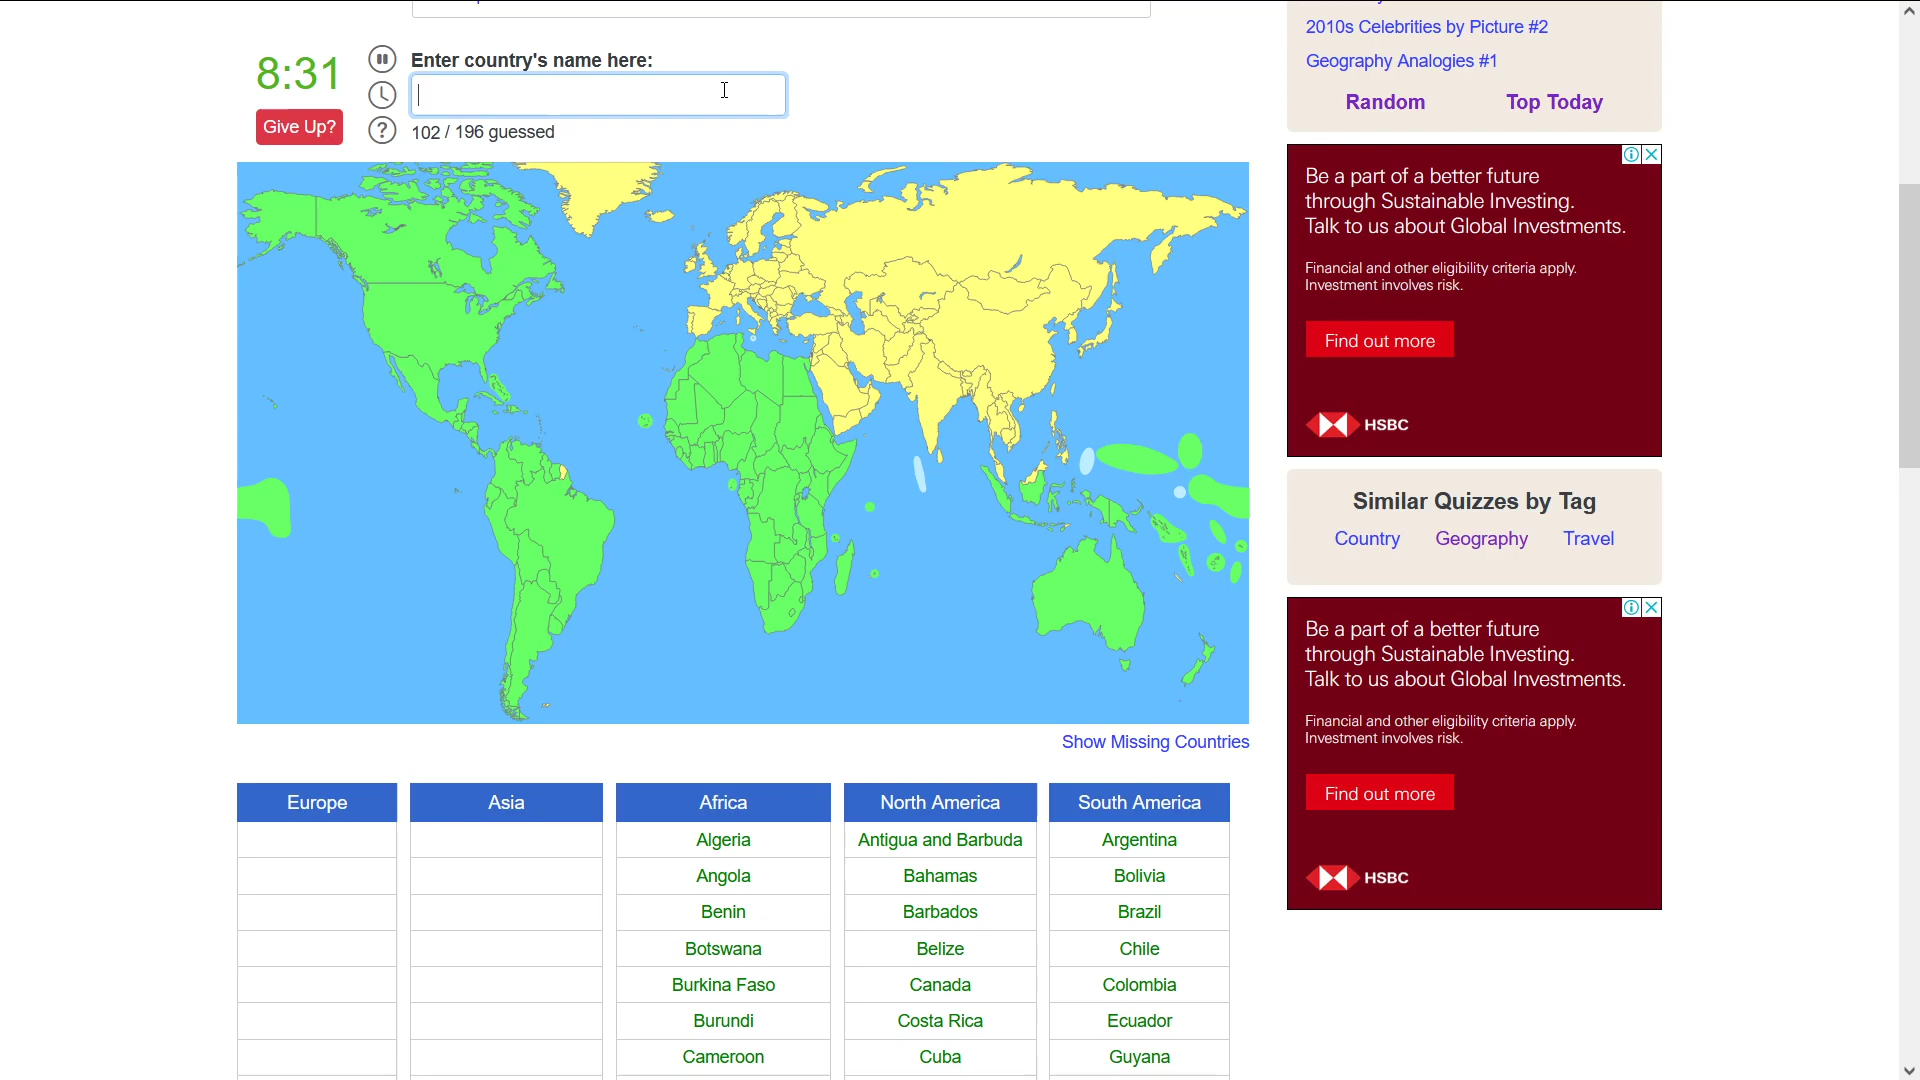 2010s Celebrities by Picture #2
Geography Analogies #1
Random
Top Today
8:31
Enter country's name here:
Give Up?
102 / 196 guessed
Be a part of a better future
through Sustainable Investing.
Talk to us about Global Investments.
Financial and other eligibility criteria apply.
Investment involves risk.
Find out more
HSBC
Similar Quizzes by Tag
Country
Geography
Travel
Be a part of a better future
through Sustainable Investing.
Talk to us about Global Investments.
Financial and other eligibility criteria apply.
Investment involves risk.
Find out more
HSBC
Show Missing Countries
Europe
Asia
Africa
North America
South America
Algeria
Antigua and Barbuda
Argentina
Angola
Bahamas
Bolivia
Benin
Barbados
Brazil
Botswana
Belize
Chile
Burkina Faso
Canada
Colombia
Burundi
Costa Rica
Ecuador
Cameroon
Cuba
Guyana